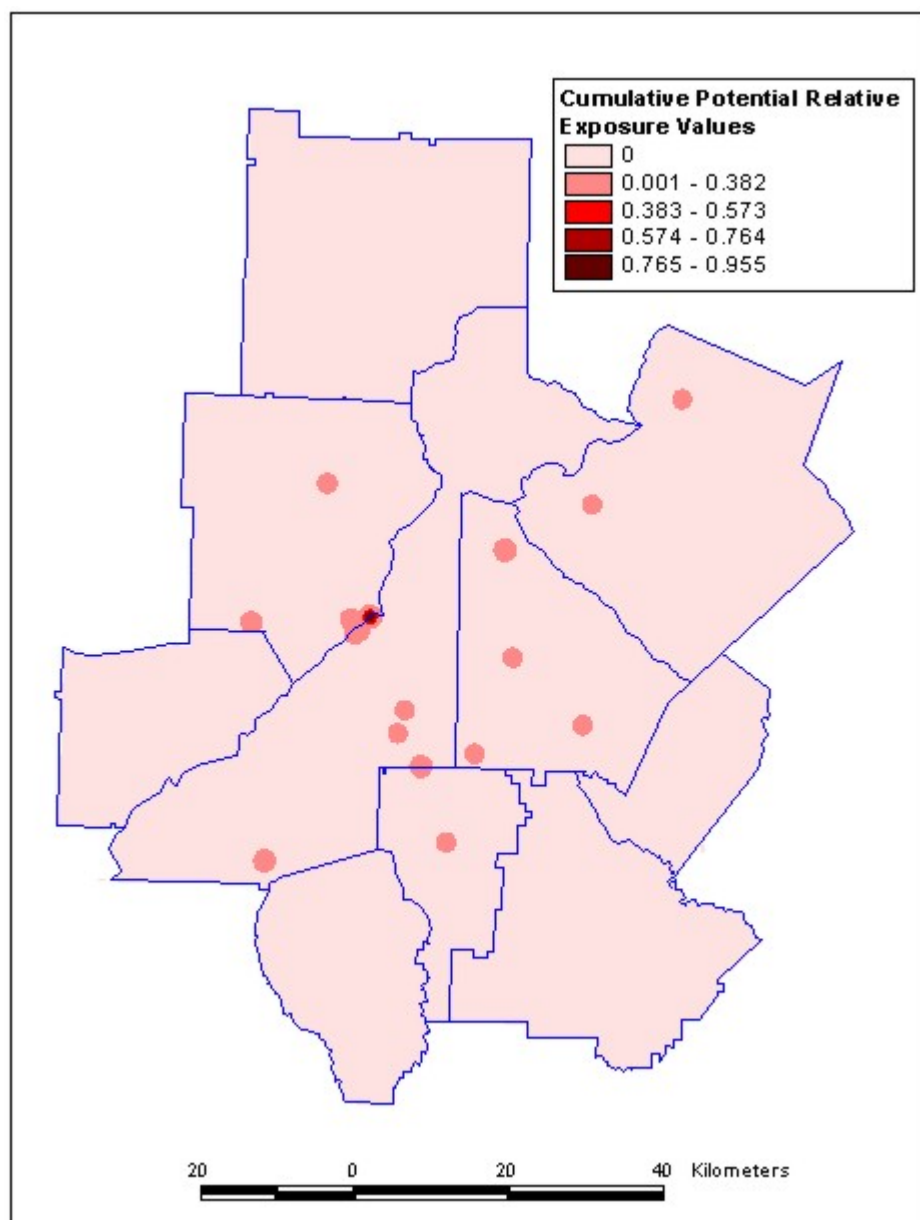 Cumulative Potential Relative
Exposure Values
0
0.001 - 0.382
0.383 - 0.573
0.574 - 0.764
0.765 - 0.955
20 0 20 40 Kilometers